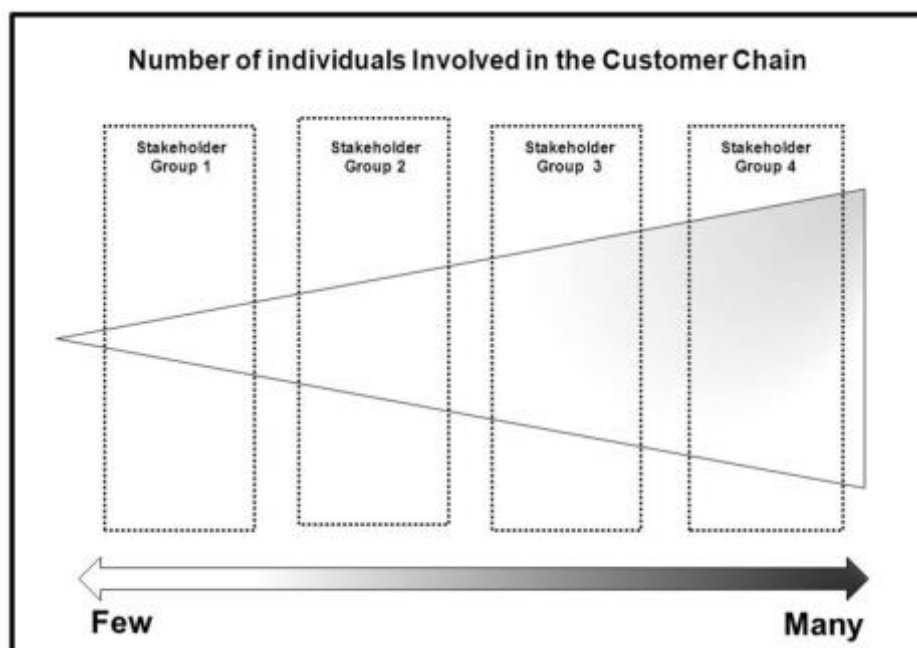 Number of individuals Involved in the Customer Chain
Stakeholder
Group 1
Stakeholder
Group 2
Stakeholder
Group 3
Stakeholder
Group 4
Few
Many